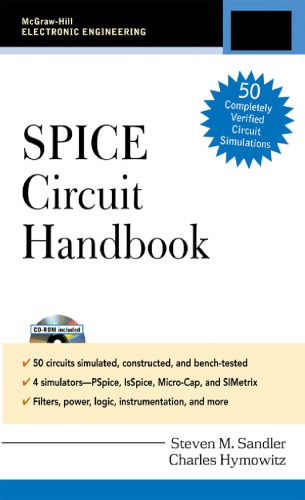 McGraw-Hill
ELECTRONIC ENGINEERING
50
Completely
Verified
Circuit
Simulations
SPICE
Circuit
Handbook
CD-ROM included
✓ 50 circuits simulated, constructed, and bench-tested
✓ 4 simulators—PSpice, IsSpice, Micro-Cap, and SIMetrix
✓ Filters, power, logic, instrumentation, and more
Steven M. Sandler
Charles Hymowitz